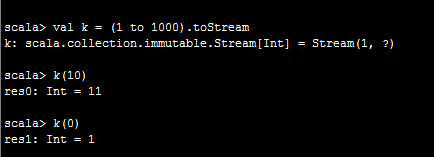 scala> val k = (1 to 1000).toStream
k: scala.collection.immutable.Stream[Int] = Stream(1, ?)
scala> k(10)
res0: Int = 11
scala> k(0)
res1: Int = 1